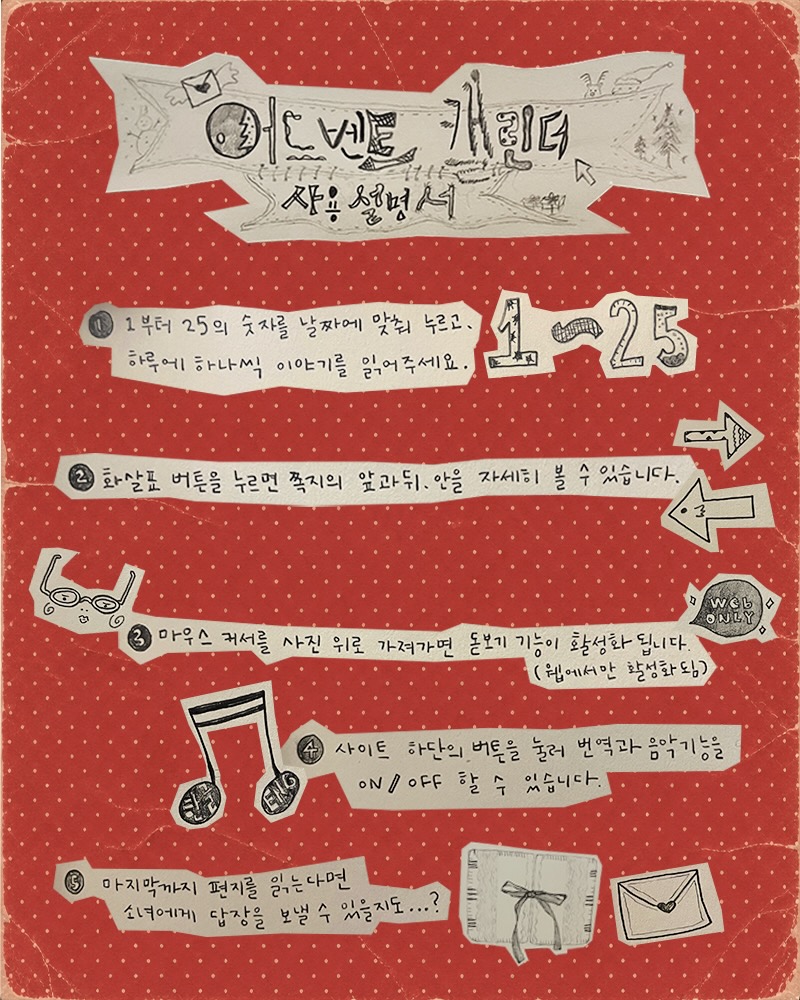 어드벤트 캘린더
사용설명서
1 1부터 25의 숫자를 날짜에 맞춰 누르고,
하루에 하나씩 이야기를 읽어주세요.
1~25
2 화살표 버튼을 누르면 쪽지의 앞과 뒤, 안을 자세히 볼 수 있습니다.
WEB
ONLY
3 마우스 커서를 사진 위로 가져가면 돋보기 기능이 활성화 됩니다.
(웹에서만 활성화 됨)
4 사이트 하단의 버튼을 눌러 번역과 음악기능을
ON/OFF 할 수 있습니다.
ENG
5 마지막까지 편지를 읽는다면
소녀에게 답장을 보낼 수 있을지도...?